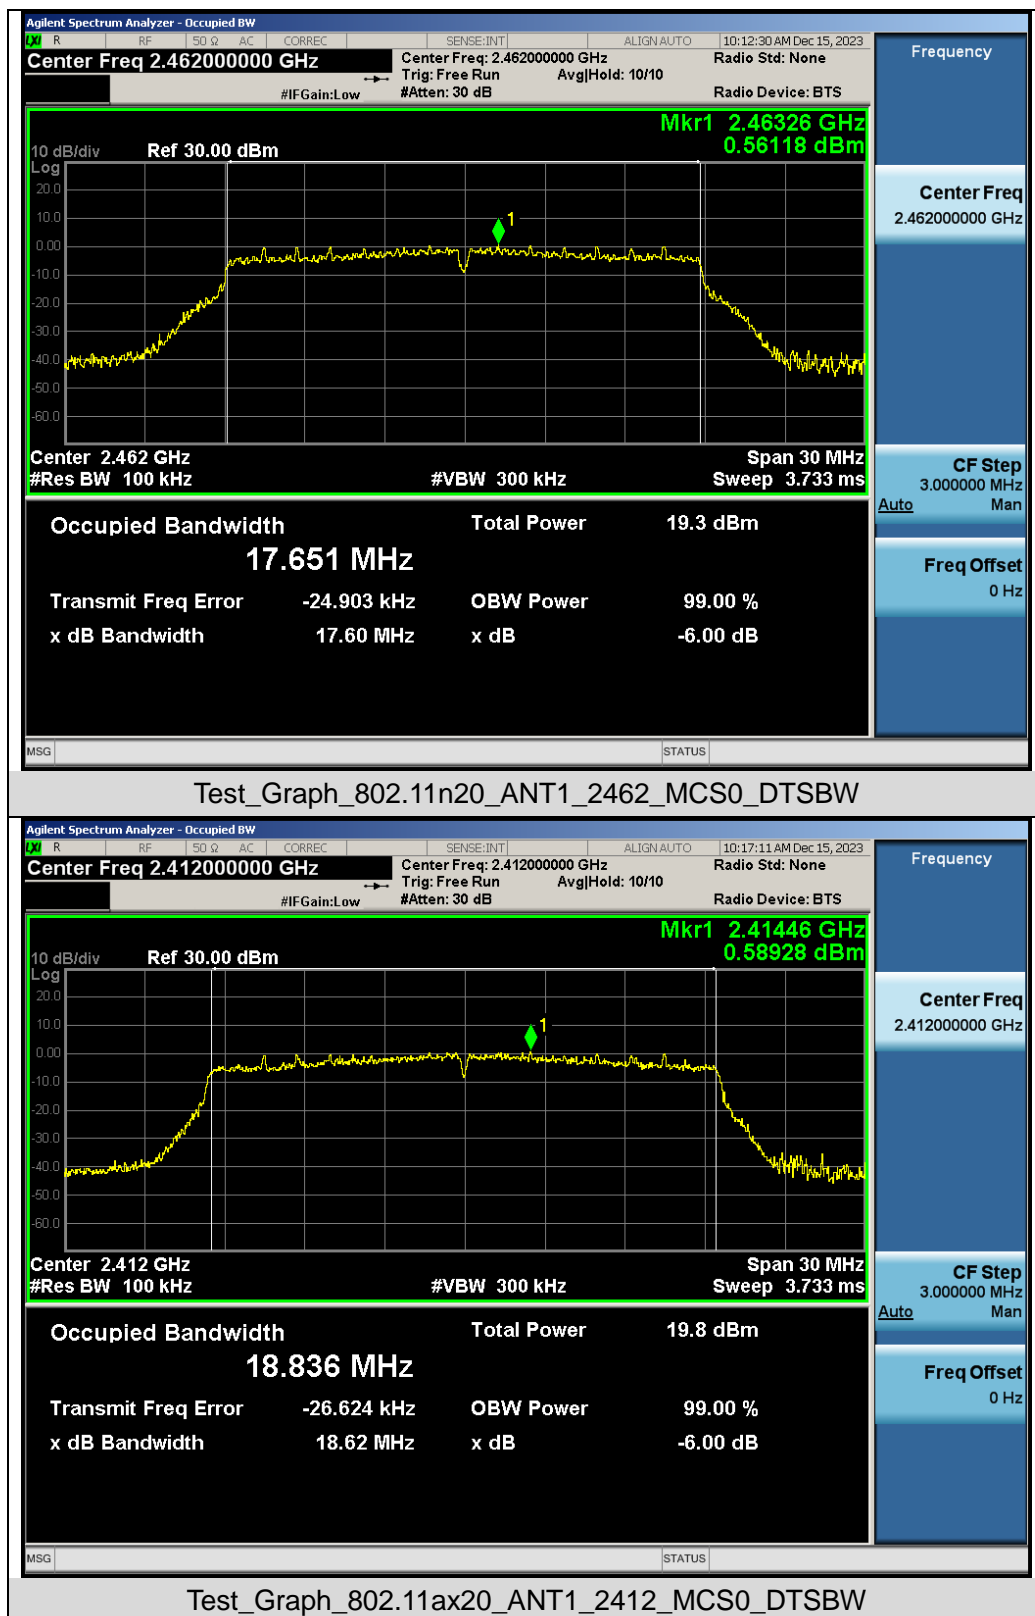 Agilent Spectrum Analyzer - Occupied BW
LXI R RF 50 Ω AC CORREC SENSE:INT ALIGN AUTO 10:12:30 AM Dec 15, 2023
Center Freq 2.462000000 GHz Center Freq: 2.462000000 GHz Radio Std: None Frequency
Trig: Free Run Avg|Hold: 10/10
#IFGain:Low #Atten: 30 dB Radio Device: BTS
Mkr1 2.46326 GHz
0.56118 dBm
10 dB/div Ref 30.00 dBm
Log
20.0
10.0
0.00
-10.0
-20.0
-30.0
-40.0
-50.0
-60.0
1
Center Freq
2.462000000 GHz
Center 2.462 GHz Span 30 MHz
#Res BW 100 kHz #VBW 300 kHz Sweep 3.733 ms
CF Step
3.000000 MHz
Auto Man
Occupied Bandwidth Total Power 19.3 dBm
17.651 MHz
Freq Offset
0 Hz
Transmit Freq Error -24.903 kHz OBW Power 99.00 %
x dB Bandwidth 17.60 MHz x dB -6.00 dB
MSG STATUS
Test_Graph_802.11n20_ANT1_2462_MCS0_DTSBW
Agilent Spectrum Analyzer - Occupied BW
LXI R RF 50 Ω AC CORREC SENSE:INT ALIGN AUTO 10:17:11 AM Dec 15, 2023
Center Freq 2.412000000 GHz Center Freq: 2.412000000 GHz Radio Std: None Frequency
Trig: Free Run Avg|Hold: 10/10
#IFGain:Low #Atten: 30 dB Radio Device: BTS
Mkr1 2.41446 GHz
0.58928 dBm
10 dB/div Ref 30.00 dBm
Log
20.0
10.0
0.00
-10.0
-20.0
-30.0
-40.0
-50.0
-60.0
1
Center Freq
2.412000000 GHz
Center 2.412 GHz Span 30 MHz
#Res BW 100 kHz #VBW 300 kHz Sweep 3.733 ms
CF Step
3.000000 MHz
Auto Man
Occupied Bandwidth Total Power 19.8 dBm
18.836 MHz
Freq Offset
0 Hz
Transmit Freq Error -26.624 kHz OBW Power 99.00 %
x dB Bandwidth 18.62 MHz x dB -6.00 dB
MSG STATUS
Test_Graph_802.11ax20_ANT1_2412_MCS0_DTSBW